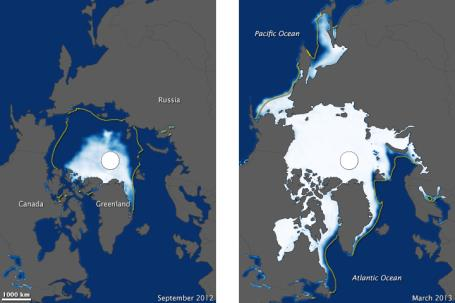 Russia
Canada
Greenland
1000 km
September 2012
Pacific Ocean
Atlantic Ocean
March 2013